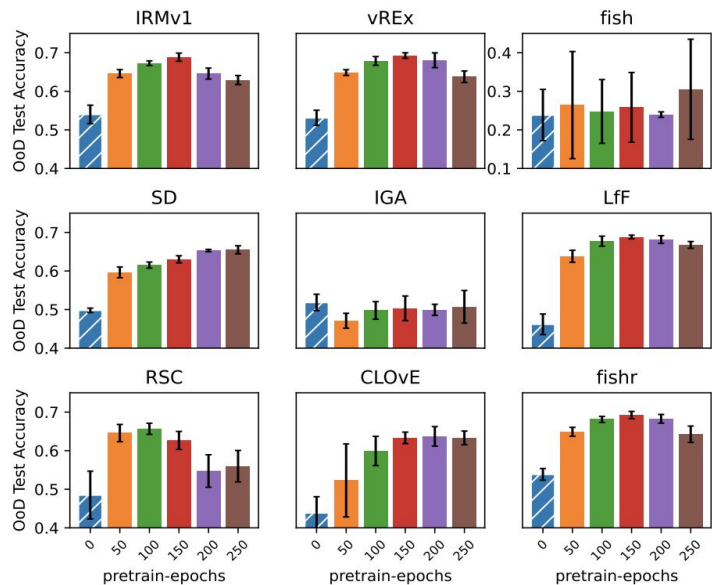 IRMv1 vREx fish
OoD Test Accuracy
0.7
0.6
0.5
0.4
0.4
0.3
0.2
0.1
SD IGA LfF
OoD Test Accuracy
0.7
0.6
0.5
0.4
RSC CLOvE fishr
OoD Test Accuracy
0.7
0.6
0.5
0.4
0 50 100 150 200 250 0 50 100 150 200 250 0 50 100 150 200 250
pretrain-epochs pretrain-epochs pretrain-epochs